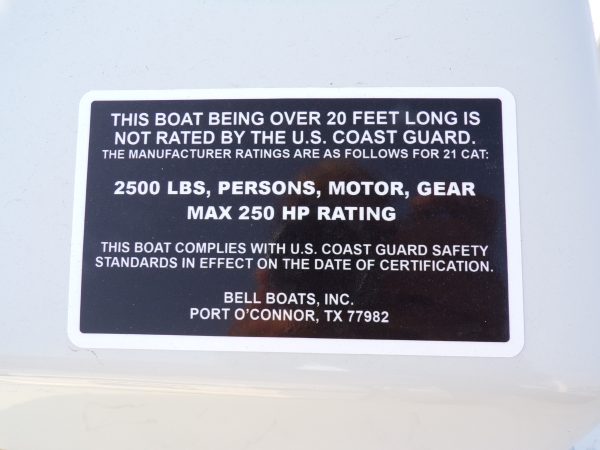 THIS BOAT BEING OVER 20 FEET LONG IS
NOT RATED BY THE U.S. COAST GUARD.
THE MANUFACTURER RATINGS ARE AS FOLLOWS FOR 21 CAT:
2500 LBS, PERSONS, MOTOR, GEAR
MAX 250 HP RATING
THIS BOAT COMPLIES WITH U.S. COAST GUARD SAFETY
STANDARDS IN EFFECT ON THE DATE OF CERTIFICATION.
BELL BOATS, INC.
PORT O'CONNOR, TX 77982